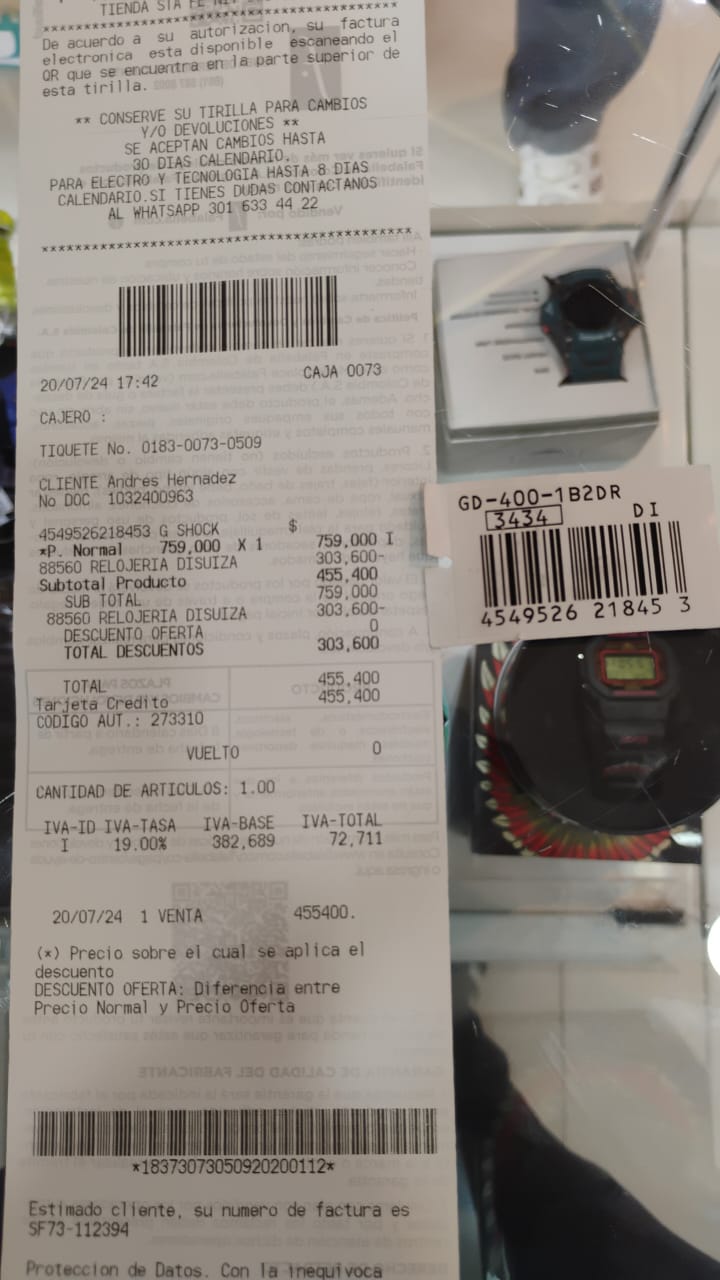 TIENDA STA FE NIT
****************************************
De acuerdo a su autorizacion, su factura
electronica esta disponible escaneando el
QR que se encuentra en la parte superior de
esta tirilla.
** CONSERVE SU TIRILLA PARA CAMBIOS
Y/O DEVOLUCIONES **
SE ACEPTAN CAMBIOS HASTA
30 DIAS CALENDARIO.
PARA ELECTRO Y TECNOLOGIA HASTA 8 DIAS
CALENDARIO.SI TIENES DUDAS CONTACTANOS
AL WHATSAPP 301 633 44 22
****************************************
20/07/24 17:42 CAJA 0073
CAJERO :
TIQUETE No. 0183-0073-0509
CLIENTE Andres Hernadez
No DOC 1032400963
4549526218453 G SHOCK $
*P. Normal 759,000 X 1 759,000 I
88560 RELOJERIA DISUIZA 303,600-
Subtotal Producto 455,400
SUB TOTAL 759,000
88560 RELOJERIA DISUIZA 303,600-
DESCUENTO OFERTA 0
TOTAL DESCUENTOS 303,600
TOTAL 455,400
Tarjeta Credito 455,400
CODIGO AUT.: 273310
VUELTO 0
CANTIDAD DE ARTICULOS: 1.00
IVA-ID IVA-TASA IVA-BASE IVA-TOTAL
I 19.00% 382,689 72,711
20/07/24 1 VENTA 455400.
(*) Precio sobre el cual se aplica el
descuento
DESCUENTO OFERTA: Diferencia entre
Precio Normal y Precio Oferta
*18373073050920200112*
Estimado cliente, su numero de factura es
SF73-112394
Proteccion de Datos. Con la inequivoca
GD-400-1B2DR
3434 DI
4549526 21845 3